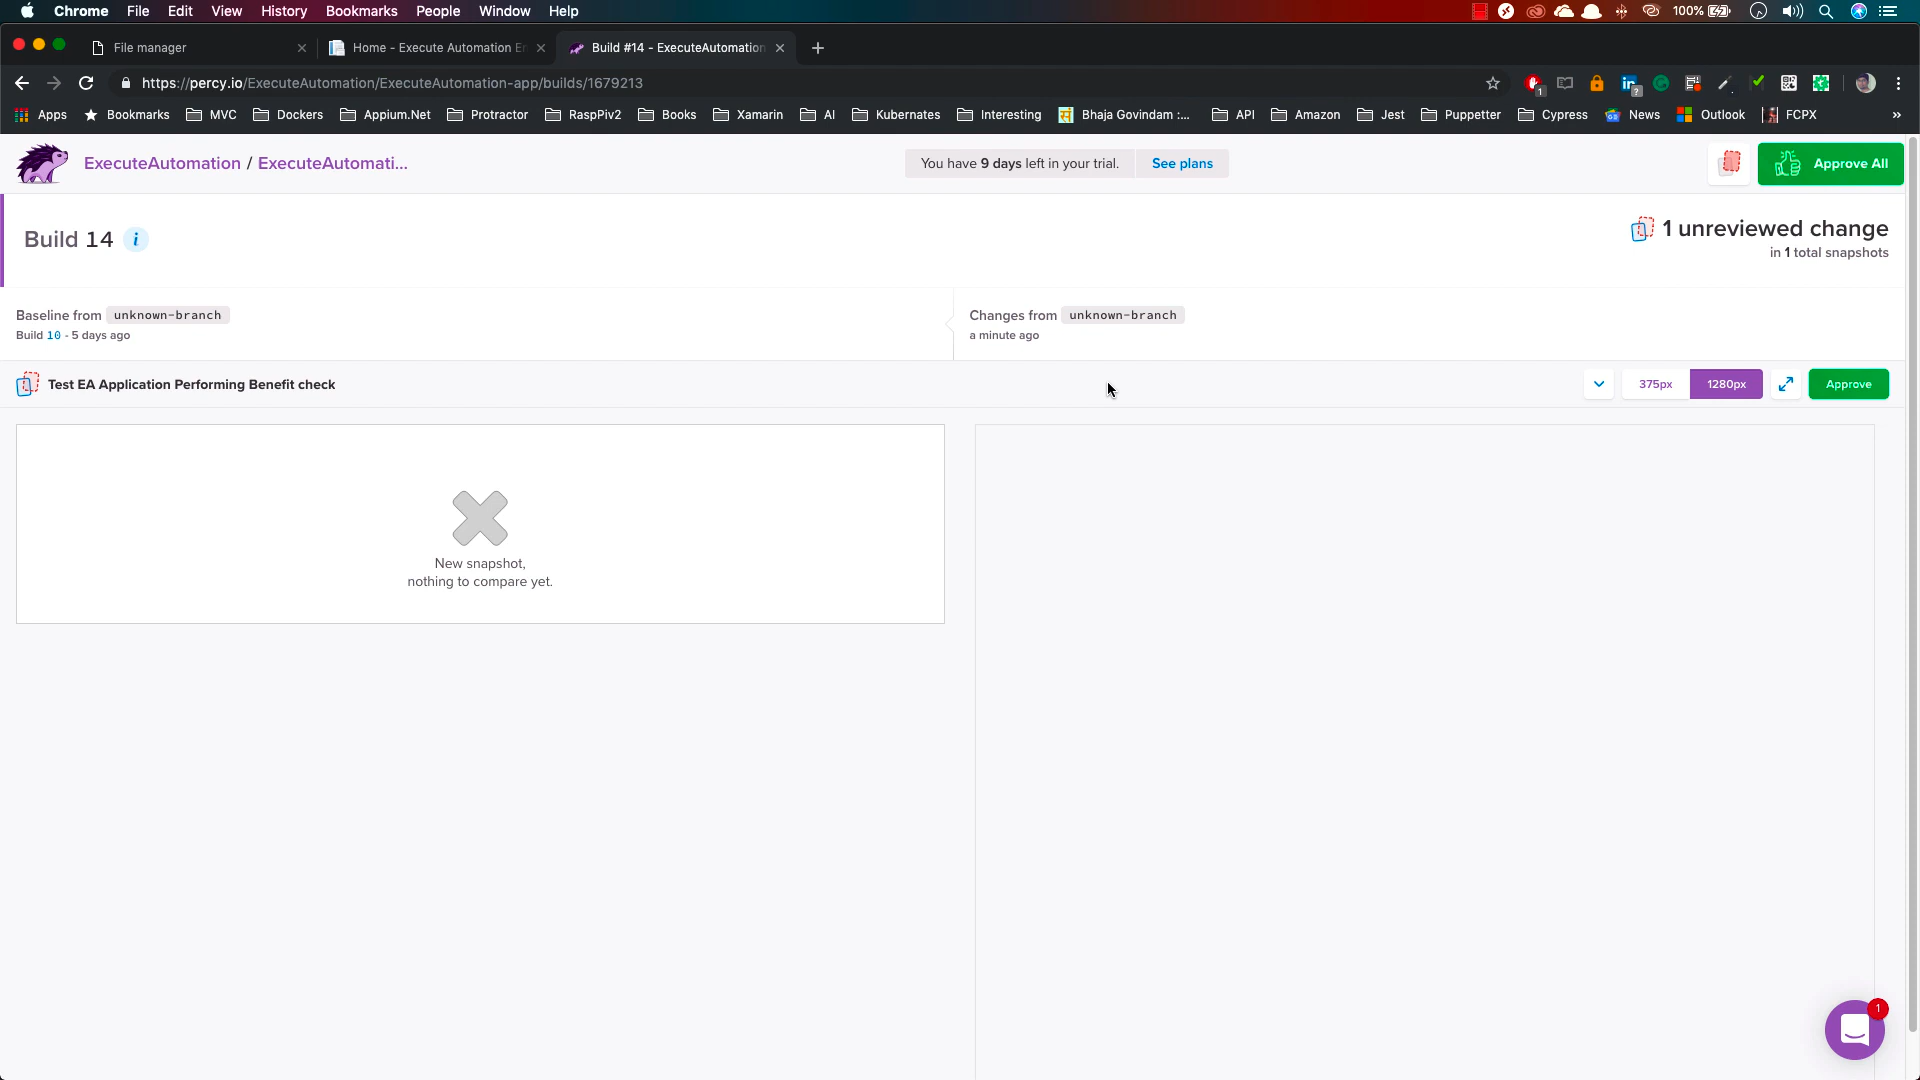 Chrome File Edit View History Bookmarks People Window Help 100%
File manager Home - Execute Automation En Build #14 - ExecuteAutomation
https://percy.io/ExecuteAutomation/ExecuteAutomation-app/builds/1679213
Apps Bookmarks MVC Dockers Appium.Net Protractor RaspPiv2 Books Xamarin AI Kubernates Interesting Bhaja Govindam :... API Amazon Jest Puppetter Cypress News Outlook FCPX »
ExecuteAutomation / ExecuteAutomati...
You have 9 days left in your trial. See plans
Approve All
Build 14 i
1 unreviewed change
in 1 total snapshots
Baseline from unknown-branch
Build 10 - 5 days ago
Changes from unknown-branch
a minute ago
Test EA Application Performing Benefit check
375px 1280px Approve
New snapshot,
nothing to compare yet.
1